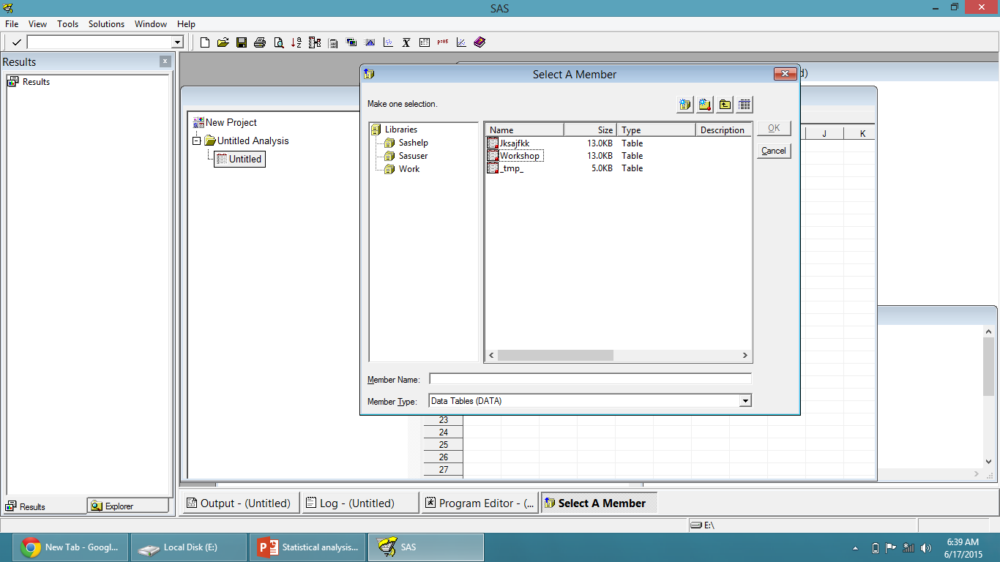 SAS
File View Tools Solutions Window Help
Results
Results
New Project
Untitled Analysis
Untitled
Select A Member
Make one selection.
Libraries
Sashelp
Sasuser
Work
Name Size Type Description
Jksajfkk 13.0KB Table
Workshop 13.0KB Table
_tmp_ 5.0KB Table
OK
Cancel
Member Name:
Member Type: Data Tables (DATA)
d)
J K
23
24
25
26
27
Results Explorer
Output - (Untitled) Log - (Untitled) Program Editor - (... Select A Member
E:\
New Tab - Googl... Local Disk (E:) Statistical analysis... SAS
6:39 AM
6/17/2015